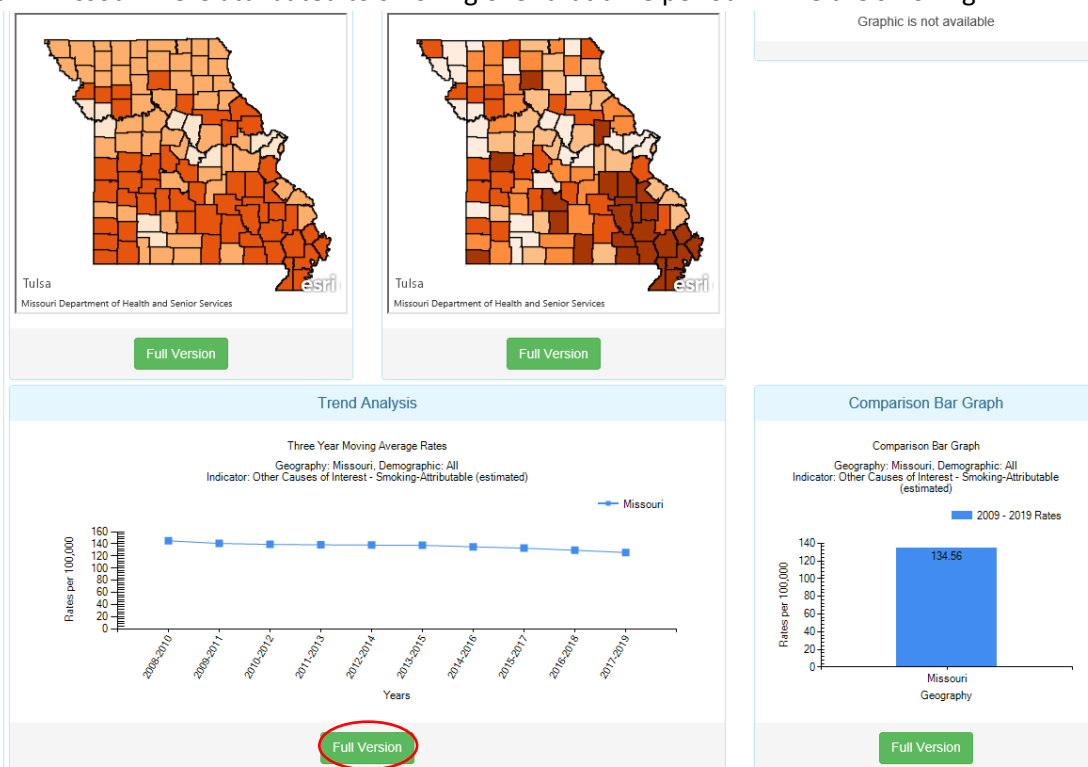 Graphic is not available
Tulsa
esri
Missouri Department of Health and Senior Services
Full Version
Tulsa
esri
Missouri Department of Health and Senior Services
Full Version
Trend Analysis
Three Year Moving Average Rates
Geography: Missouri, Demographic: All
Indicator: Other Causes of Interest - Smoking-Attributable (estimated)
Missouri
Rates per 100,000
160
140
120
100
80
60
40
20
0
2008-2010
2009-2011
2010-2012
2011-2013
2012-2014
2013-2015
2014-2016
2015-2017
2016-2018
2017-2019
Years
Full Version
Comparison Bar Graph
Comparison Bar Graph
Geography: Missouri, Demographic: All
Indicator: Other Causes of Interest - Smoking-Attributable
(estimated)
2009 - 2019 Rates
Rates per 100,000
140
120
100
80
60
40
20
0
134.56
Missouri
Geography
Full Version